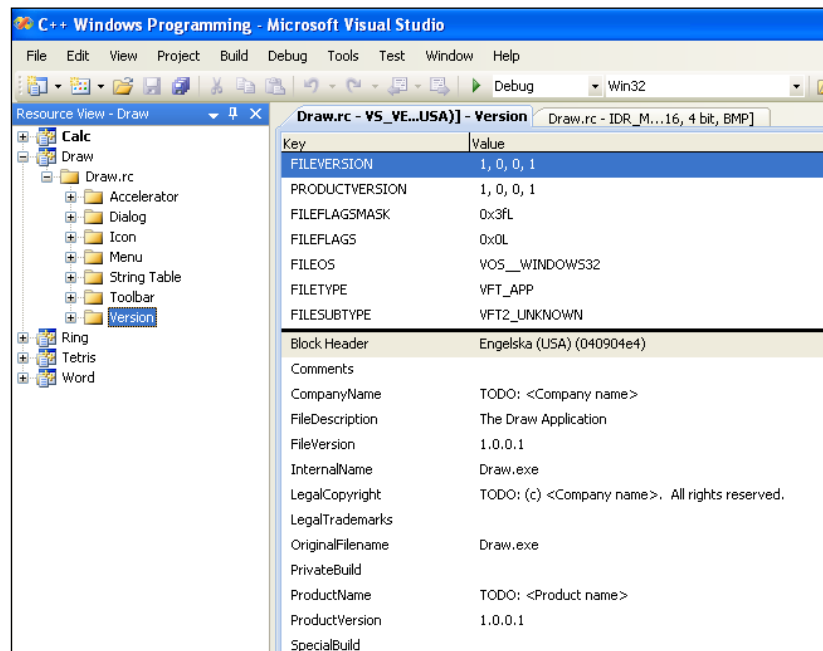 C++ Windows Programming - Microsoft Visual Studio
File Edit View Project Build Debug Tools Test Window Help
Debug Win32
Resource View - Draw
Draw.rc - VS_VE...USA)] - Version Draw.rc - IDR_M...16, 4 bit, BMP]
Calc
Draw
Draw.rc
Accelerator
Dialog
Icon
Menu
String Table
Toolbar
Version
Ring
Tetris
Word
Key Value
FILEVERSION 1, 0, 0, 1
PRODUCTVERSION 1, 0, 0, 1
FILEFLAGSMASK 0x3fL
FILEFLAGS 0x0L
FILEOS VOS__WINDOWS32
FILETYPE VFT_APP
FILESUBTYPE VFT2_UNKNOWN
Block Header Engelska (USA) (040904e4)
Comments
CompanyName TODO: <Company name>
FileDescription The Draw Application
FileVersion 1.0.0.1
InternalName Draw.exe
LegalCopyright TODO: (c) <Company name>. All rights reserved.
LegalTrademarks
OriginalFilename Draw.exe
PrivateBuild
ProductName TODO: <Product name>
ProductVersion 1.0.0.1
SpecialBuild